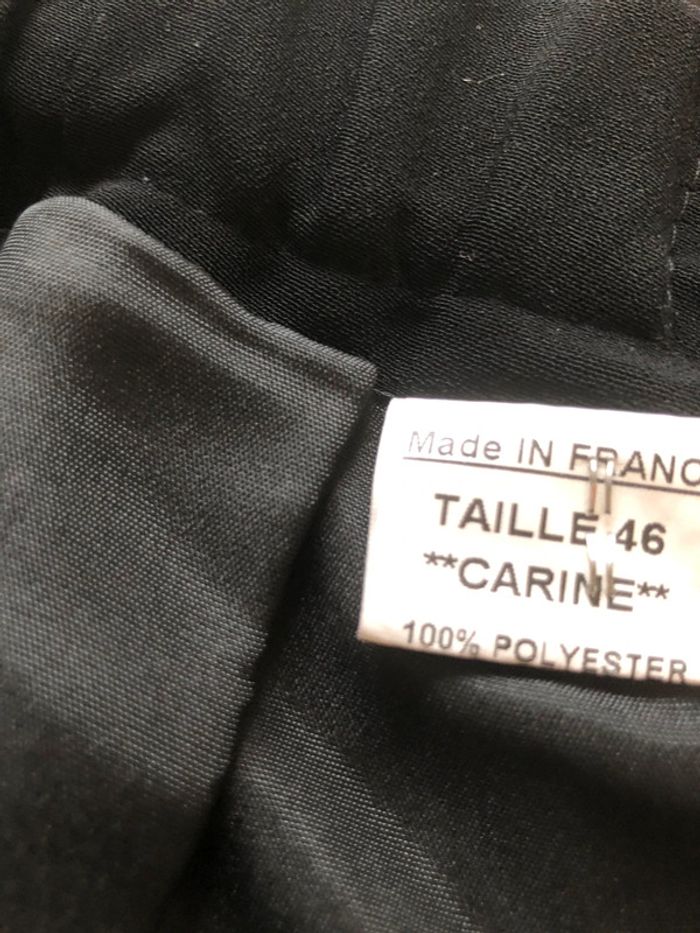 Made IN FRANC
TAILLE 46
**CARINE**
100% POLYESTER